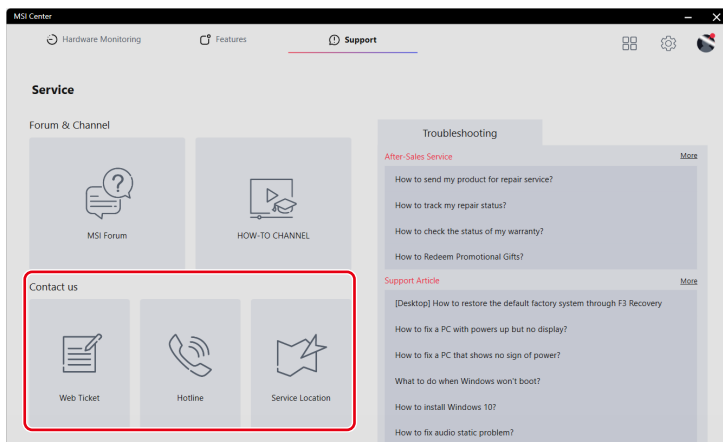 MSI Center
Hardware Monitoring
Features
Support
Service
Forum & Channel
MSI Forum
HOW-TO CHANNEL
Contact us
Web Ticket
Hotline
Service Location
Troubleshooting
After-Sales Service
More
How to send my product for repair service?
How to track my repair status?
How to check the status of my warranty?
How to Redeem Promotional Gifts?
Support Article
More
[Desktop] How to restore the default factory system through F3 Recovery
How to fix a PC with powers up but no display?
How to fix a PC that shows no sign of power?
What to do when Windows won't boot?
How to install Windows 10?
How to fix audio static problem?